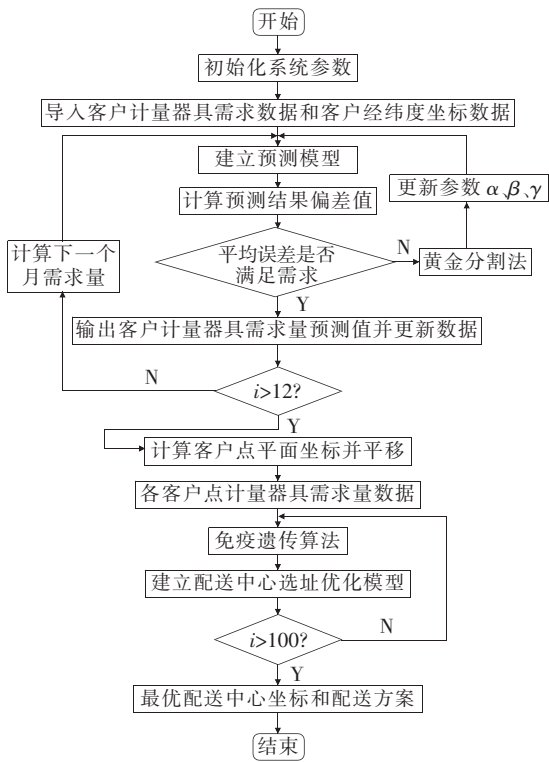 开始
初始化系统参数
导入客户计量器具需求数据和客户经纬度坐标数据
建立预测模型
更新参数 α、β、γ
计算预测结果偏差值
计算下一个
月需求量
平均误差是否
满足需求
N
黄金分割法
Y
输出客户计量器具需求量预测值并更新数据
N
i>12?
Y
计算客户点平面坐标并平移
各客户点计量器具需求量数据
免疫遗传算法
建立配送中心选址优化模型
i>100?
N
Y
最优配送中心坐标和配送方案
结束